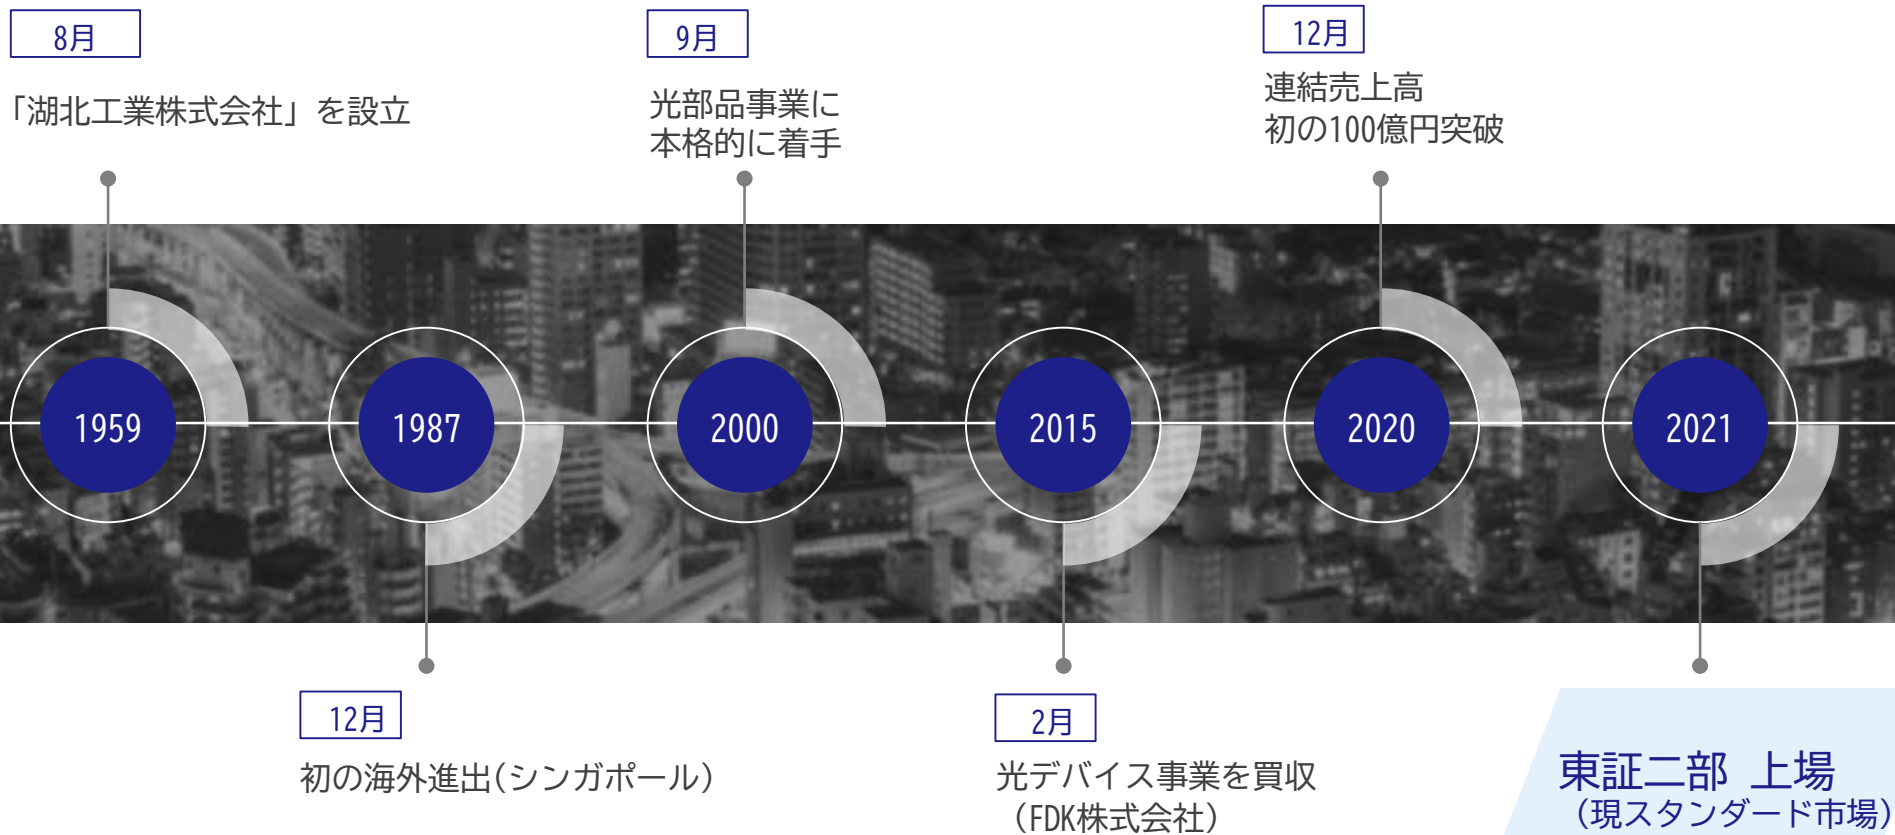 8月
「湖北工業株式会社」を設立
9月
光部品事業に
本格的に着手
12月
連結売上高
初の100億円突破
1959
1987
2000
2015
2020
2021
12月
初の海外進出(シンガポール)
2月
光デバイス事業を買収
（FDK株式会社）
東証二部 上場
（現スタンダード市場）